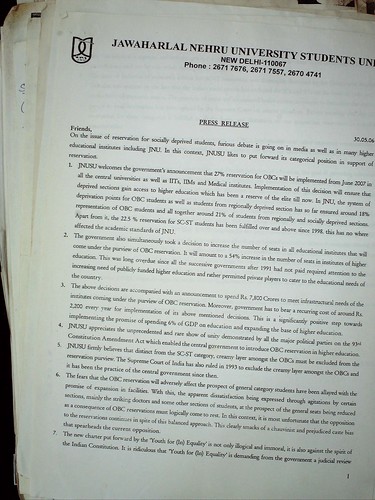 JAWAHARLAL NEHRU UNIVERSITY STUDENTS UNI
NEW DELHI-110067
Phone : 2671 7676, 2671 7557, 2670 4741
PRESS RELEASE
30.05.06
Friends,
On the issue of reservation for socially deprived students, furious debate is going on in media as well as in many higher
educational institutes including JNU. In this context, JNUSU likes to put forward its categorical position in support of
reservation.
1. JNUSU welcomes the government's announcement that 27% reservation for OBCs will be implemented from June 2007 in
all the central universities as well as IITs, IIMs and Medical institutes. Implementation of this decision will ensure that
deprived sections gain access to higher education which has been a reserve of the elite till now. In JNU, the system of
deprivation points for OBC students as well as students from regionally deprived section has so far ensured around 18%
representation of OBC students and all together around 21% of students from regionally and socially deprived sections.
Apart from it, the 22.5 % reservation for SC-ST students has been fulfilled over and above since 1998. this has no where
affected the academic standards of JNU.
2. The government also simultaneously took a decision to increase the number of seats in all educational institutes that will
come under the purview of OBC reservation. It will amount to a 54% increase in the number of seats in institutes of higher
education. This was long overdue since all the successive governments after 1991 had not paid required attention to the
increasing need of publicly funded higher education and rather permitted private players to cater to the educational needs of
the country.
3. The above decisions are accompanied with an announcement to spend Rs. 7,800 Crores to meet infrastructural needs of the
institutes coming under the purview of OBC reservation. Moreover, government has to bear a recurring cost of around Rs.
2,200 every year for implementation of its above mentioned decisions. This is a significantly positive step towards
implementing the promise of spending 6% of GDP on education and expanding the base of higher education.
4. JNUSU appreciates the unprecedented and rare show of unity demonstrated by all the major political parties on the 93rd
Constitution Amendment Act which enabled the central government to introduce OBC reservation in higher education.
5. JNUSU firmly believes that distinct from the SC-ST category, creamy layer amongst the OBCs must be excluded from the
reservation purview. The Supreme Court of India has also ruled in 1993 to exclude the creamy layer amongst the OBCs and
it has been the practice of the central government since then.
6. The fears that the OBC reservation will adversely affect the prospect of general category students have been allayed with the
promise of expansion in facilities. With this, the apparent dissatisfaction being expressed through agitations by certain
sections, mainly the striking doctors and some other sections of students, at the prospect of the general seats being reduced
as a consequence of OBC reservations must logically come to rest. In this context, it is most unfortunate that the opposition
to the reservations continues in spite of this balanced approach. This clearly smacks of a chauvinist and prejudiced caste bias
that spearheads the current opposition.
7. The new charter put forward by the 'Youth for (In) Equality' is not only illogical and immoral, it is also against the spirit of
the Indian Constitution. It is ridiculous that 'Youth for (In) Equality' is demanding from the government a judicial review
1